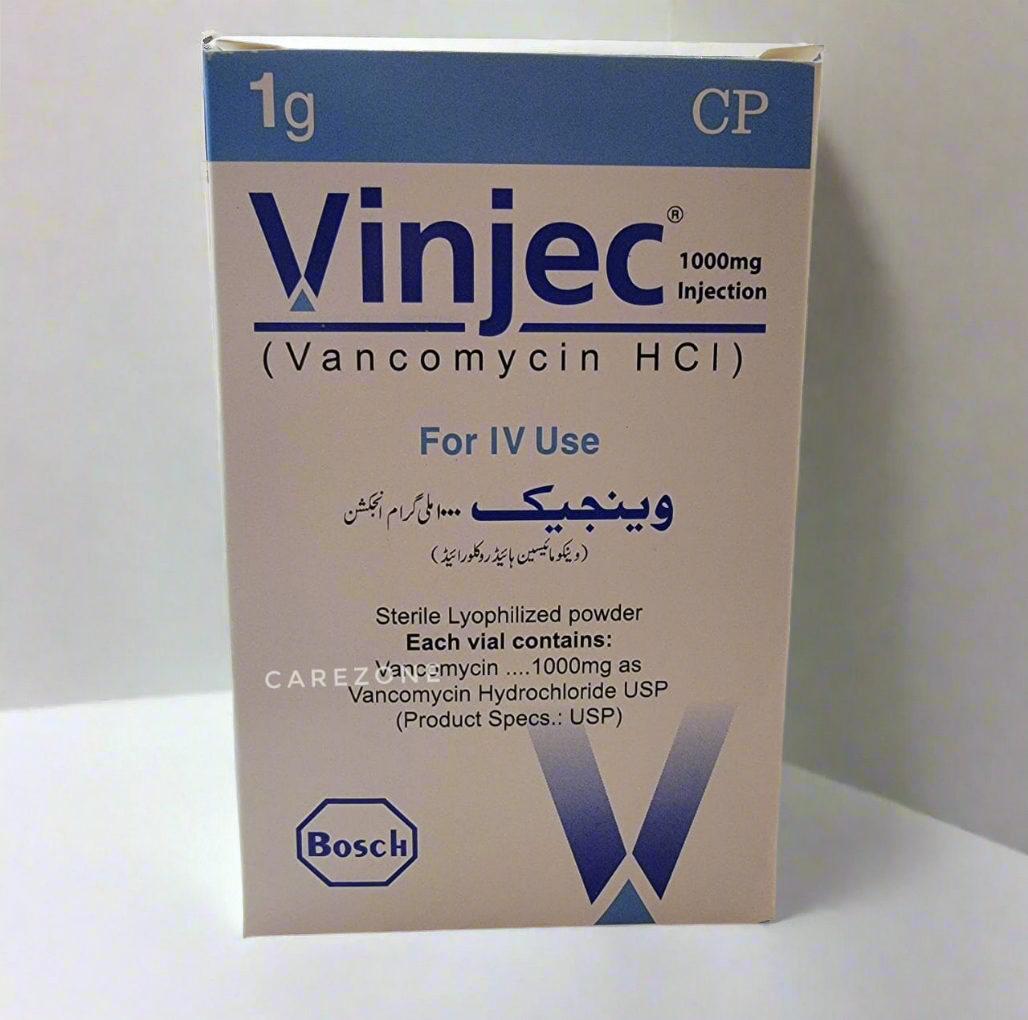 1g
CP
Vinjec®
1000mg
Injection
(Vancomycin HCl)
For IV Use
وینجیک ۱۰۰۰ ملی گرام انجکشن
(وینکومائیسین ہائیڈروکلورائیڈ)
Sterile Lyophilized powder
Each vial contains:
Vancomycin ....1000mg as
CAREZONE
Vancomycin Hydrochloride USP
(Product Specs.: USP)
Bosch